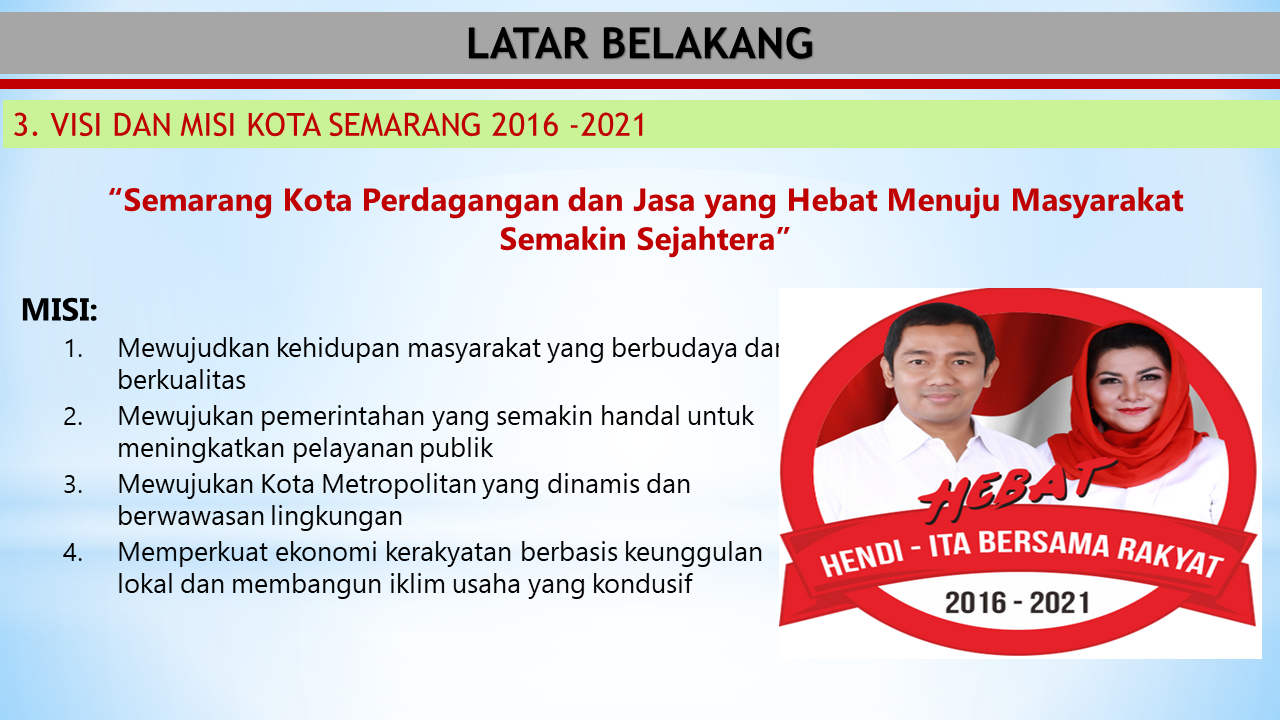 LATAR BELAKANG
3. VISI DAN MISI KOTA SEMARANG 2016 -2021
“Semarang Kota Perdagangan dan Jasa yang Hebat Menuju Masyarakat
Semakin Sejahtera”
MISI:
1. Mewujudkan kehidupan masyarakat yang berbudaya dan
berkualitas
2. Mewujukan pemerintahan yang semakin handal untuk
meningkatkan pelayanan publik
3. Mewujukan Kota Metropolitan yang dinamis dan
berwawasan lingkungan
4. Memperkuat ekonomi kerakyatan berbasis keunggulan
lokal dan membangun iklim usaha yang kondusif
HEBAT
HENDI - ITA BERSAMA RAKYAT
2016 - 2021